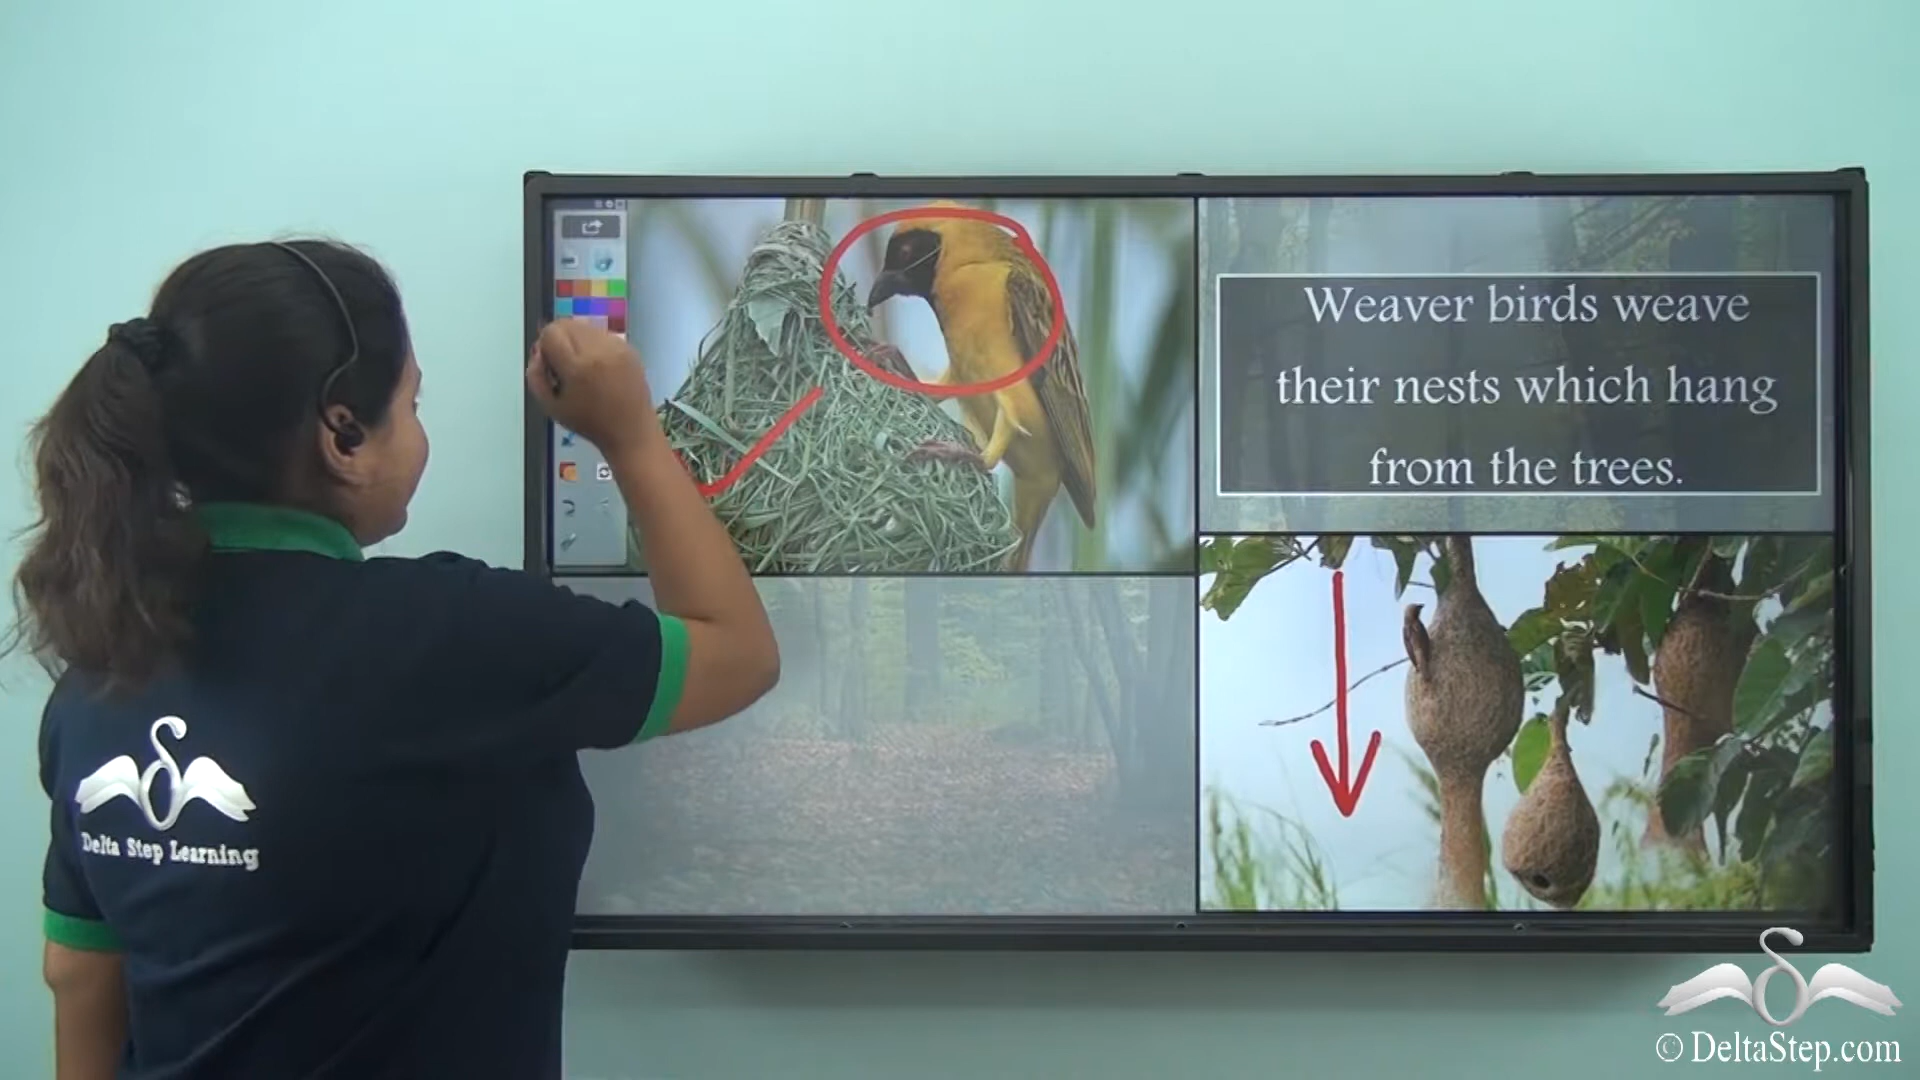 Weaver birds weave
their nests which hang
from the trees.
Delta Step Learning
© DeltaStep.com